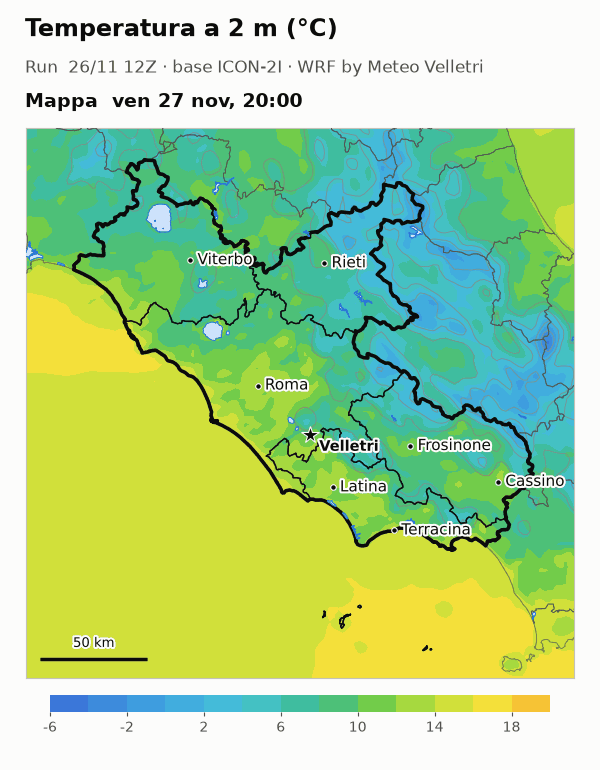 Temperatura a 2 m (°C)
Run  26/11 12Z · base ICON-2I · WRF by Meteo Velletri
Mappa  ven 27 nov, 20:00
Viterbo
Rieti
Roma
Velletri
Frosinone
Latina
Cassino
Terracina
50 km
-6 -2 2 6 10 14 18